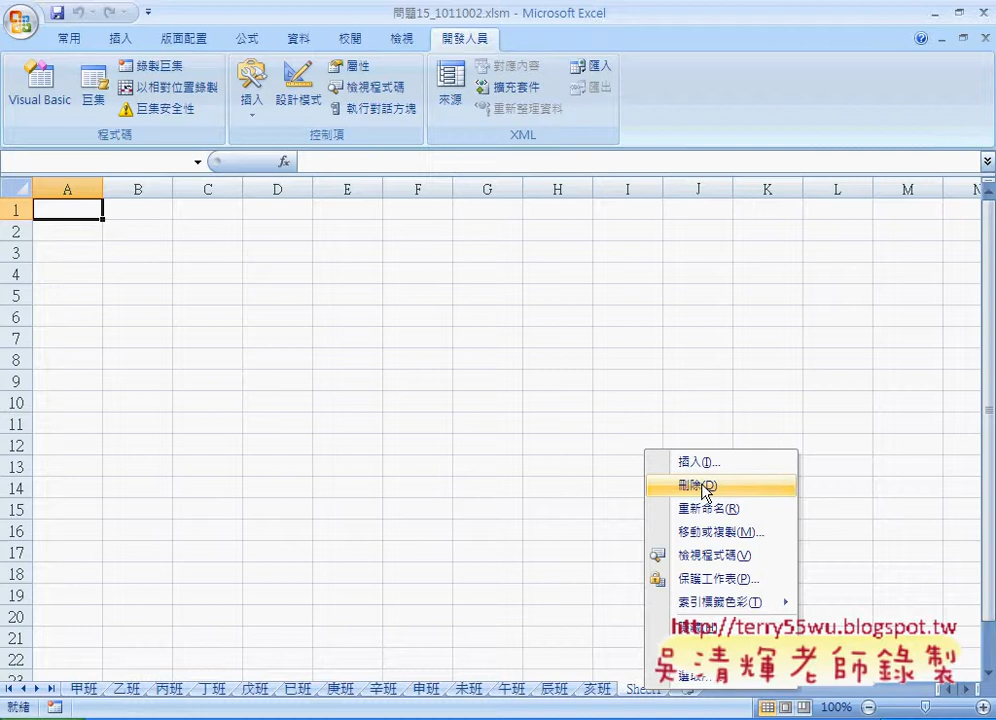 問題15_1011002.xlsm - Microsoft Excel
常用 插入 版面配置 公式 資料 校閱 檢視 開發人員
Visual Basic 巨集 錄製巨集 以相對位置錄製 巨集安全性
程式碼
插入 設計模式 屬性 檢視程式碼 執行對話方塊
控制項
來源 對應內容 擴充套件 重新整理資料 匯入 匯出
XML
fx
A B C D E F G H I J K L M N
1
2
3
4
5
6
7
8
9
10
11
12
13
14
15
16
17
18
19
20
21
22
23
插入(I)...
刪除(D)
重新命名(R)
移動或複製(M)...
檢視程式碼(V)
保護工作表(P)...
索引標籤色彩(T)
http://terry55wu.blogspot.tw
吳清輝老師錄製
甲班 乙班 丙班 丁班 戊班 已班 庚班 辛班 申班 未班 午班 辰班 亥班 Sheet
就緒 100%